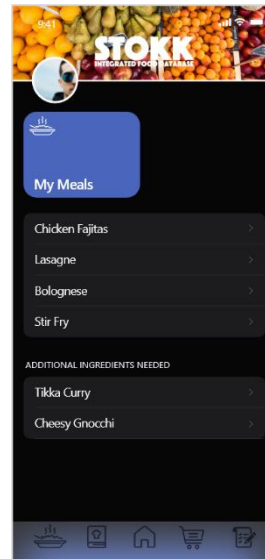 9:41
STOKK
INTEGRATED FOOD DATABASE
My Meals
Chicken Fajitas
Lasagne
Bolognese
Stir Fry
ADDITIONAL INGREDIENTS NEEDED
Tikka Curry
Cheesy Gnocchi